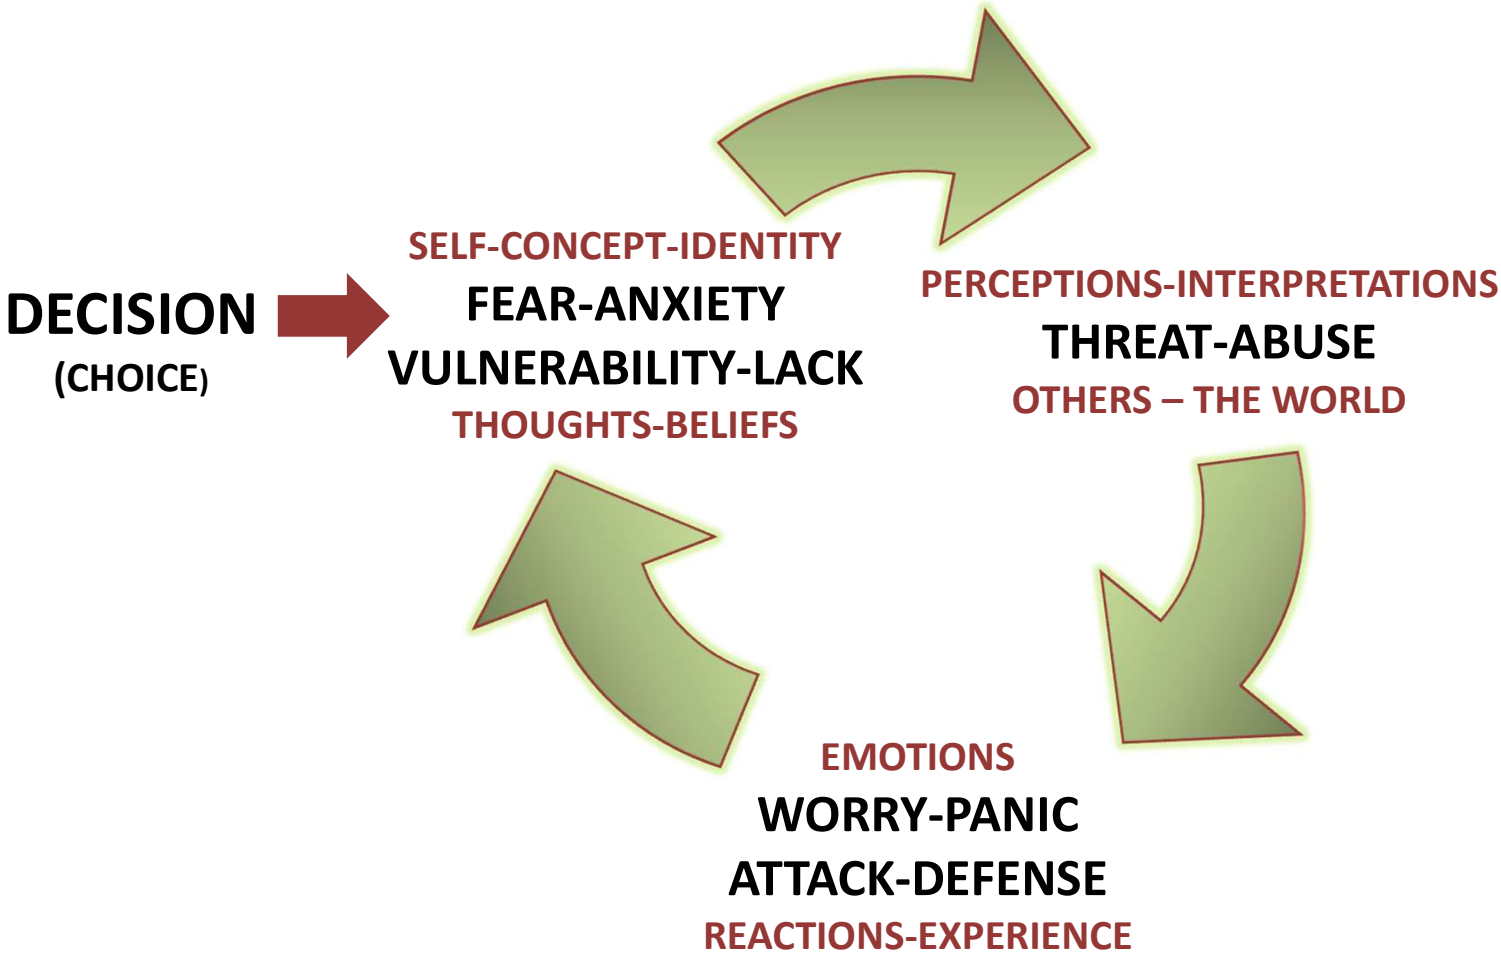 DECISION
(CHOICE)
SELF-CONCEPT-IDENTITY
FEAR-ANXIETY
VULNERABILITY-LACK
THOUGHTS-BELIEFS
PERCEPTIONS-INTERPRETATIONS
THREAT-ABUSE
OTHERS – THE WORLD
EMOTIONS
WORRY-PANIC
ATTACK-DEFENSE
REACTIONS-EXPERIENCE